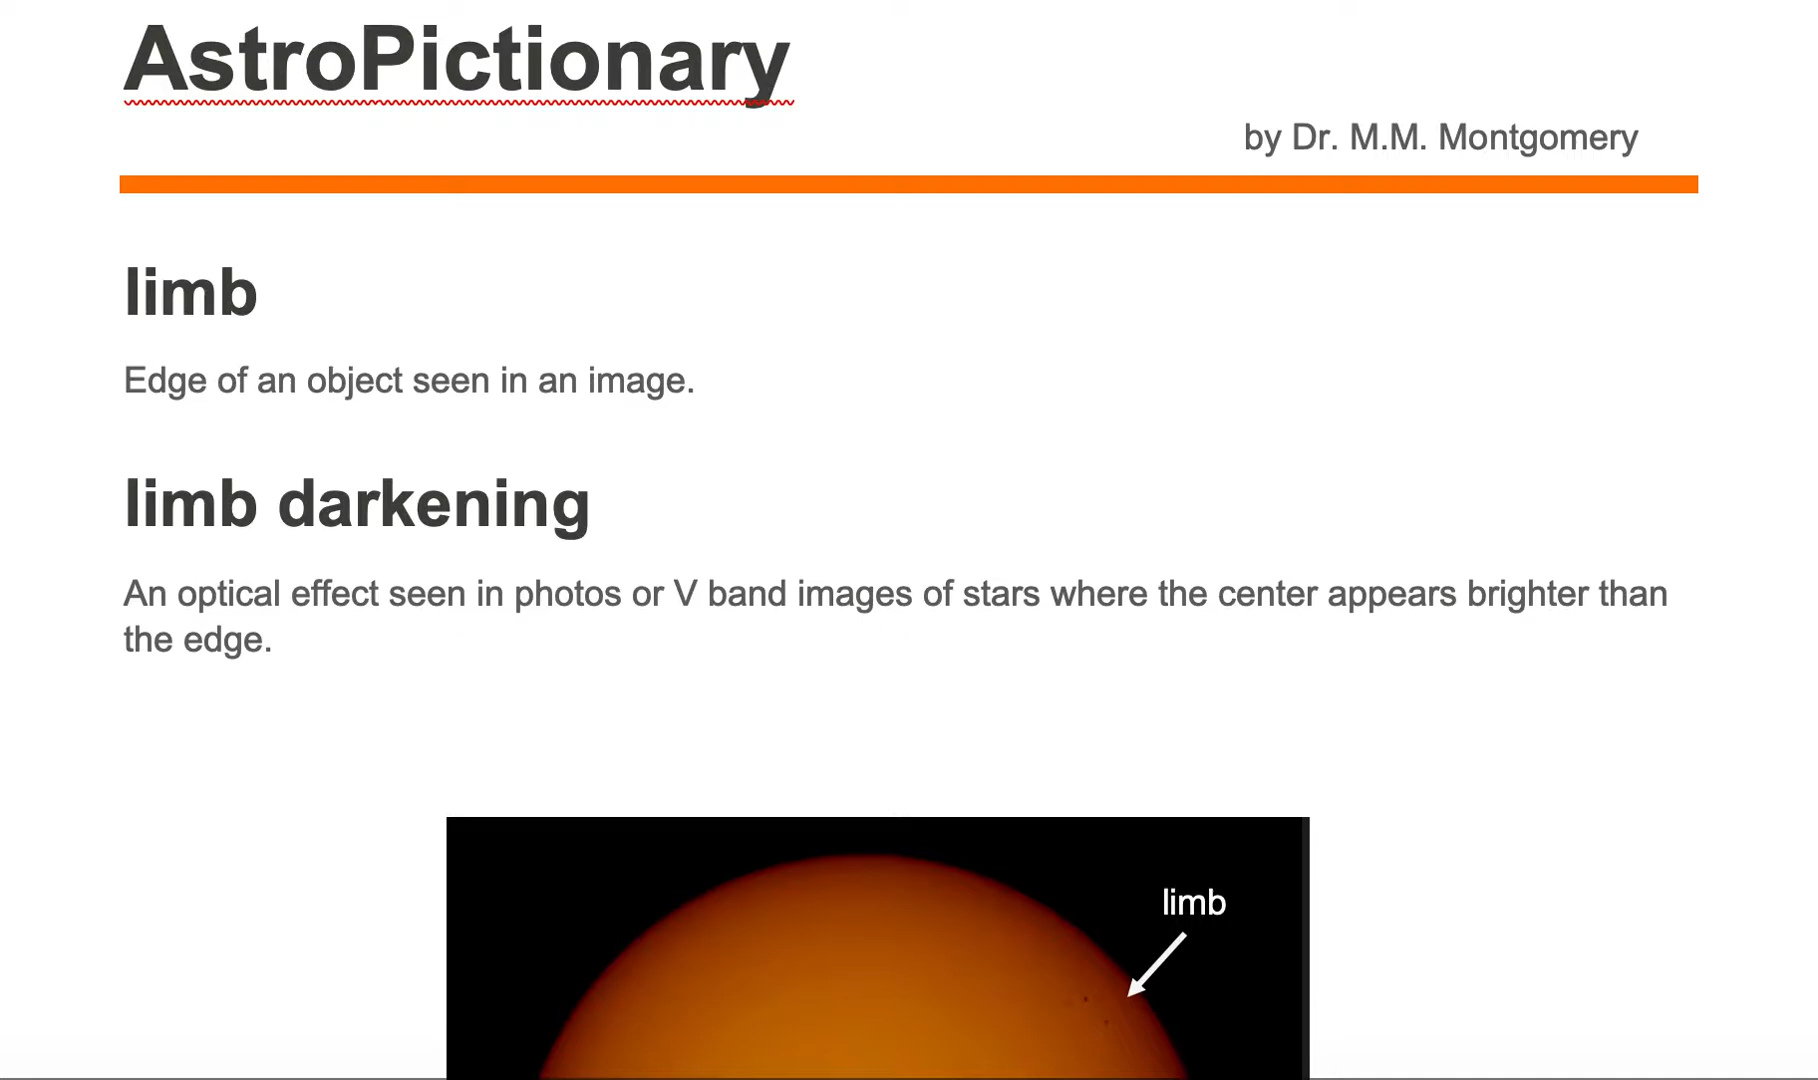 AstroPictionary
by Dr. M.M. Montgomery
limb
Edge of an object seen in an image.
limb darkening
An optical effect seen in photos or V band images of stars where the center appears brighter than
the edge.
limb